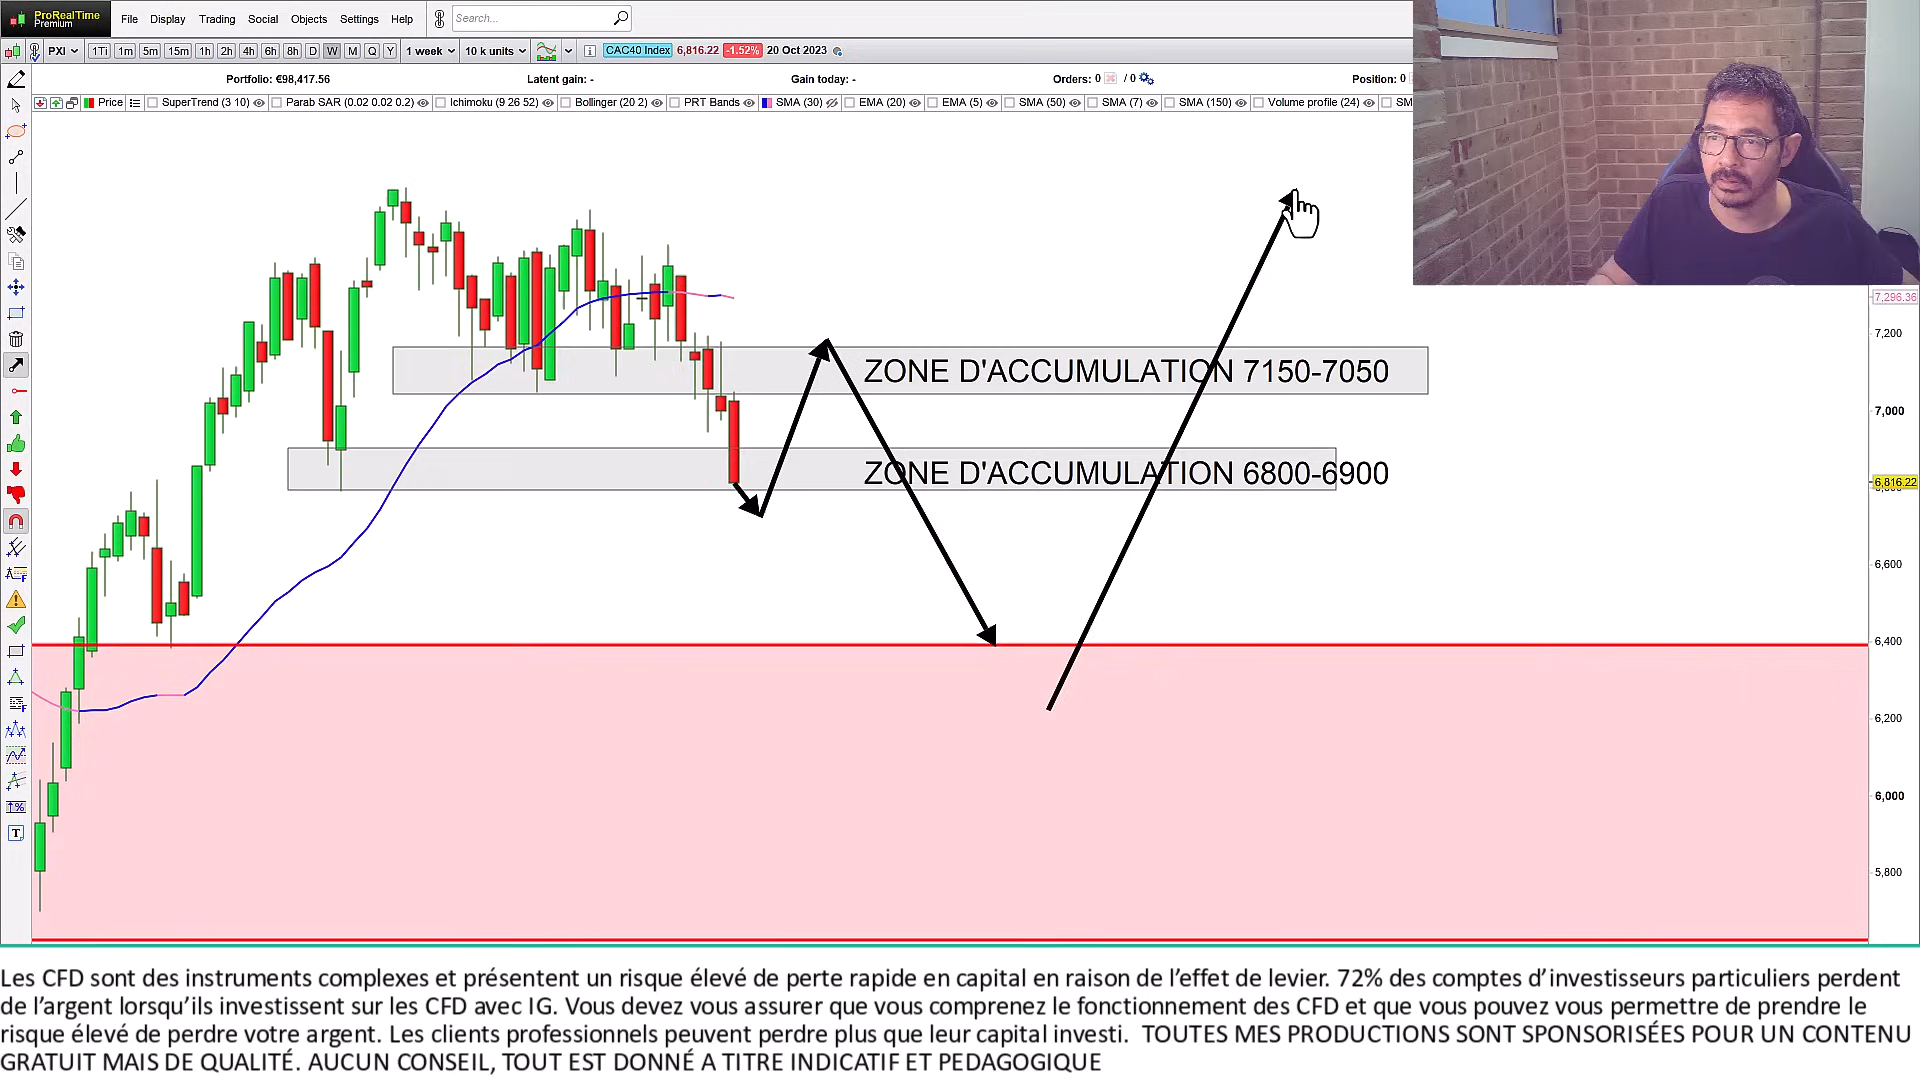 ProRealTime
Premium
File Display Trading Social Objects Settings Help Search...
PXI 1Ti 1m 5m 15m 1h 2h 4h 6h 8h D W M Q Y 1 week 10 k units CAC40 Index 6,816.22 -1.52% 20 Oct 2023
Portfolio: €98,417.56 Latent gain: - Gain today: - Orders: 0 / 0 Position: 0
Price SuperTrend (3 10) Parab SAR (0.02 0.02 0.2) Ichimoku (9 26 52) Bollinger (20 2) PRT Bands SMA (30) EMA (20) EMA (5) SMA (50) SMA (7) SMA (150) Volume profile (24) SM
7,296.36
7,200
ZONE D'ACCUMULATION 7150-7050
7,000
ZONE D'ACCUMULATION 6800-6900
6,816.22
6,600
6,400
6,200
6,000
5,800
Les CFD sont des instruments complexes et présentent un risque élevé de perte rapide en capital en raison de l’effet de levier. 72% des comptes d’investisseurs particuliers perdent
de l’argent lorsqu’ils investissent sur les CFD avec IG. Vous devez vous assurer que vous comprenez le fonctionnement des CFD et que vous pouvez vous permettre de prendre le
risque élevé de perdre votre argent. Les clients professionnels peuvent perdre plus que leur capital investi. TOUTES MES PRODUCTIONS SONT SPONSORISÉES POUR UN CONTENU
GRATUIT MAIS DE QUALITÉ. AUCUN CONSEIL, TOUT EST DONNÉ A TITRE INDICATIF ET PEDAGOGIQUE